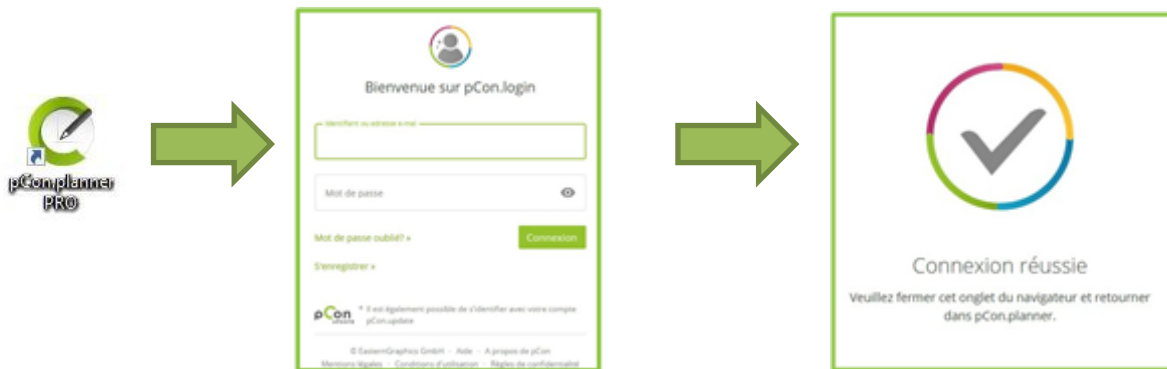 pCon.planner
PRO
Bienvenue sur pCon.login
Identifiant ou adresse e-mail
Mot de passe
Mot de passe oublié? »
Connexion
S'enregistrer »
pCon
* Il est également possible de s'identifier avec votre compte
pCon.update
© EasternGraphics GmbH - Aide - A propos de pCon
Mentions légales - Conditions d'utilisation - Règles de confidentialité
Connexion réussie
Veuillez fermer cet onglet du navigateur et retourner
dans pCon.planner.